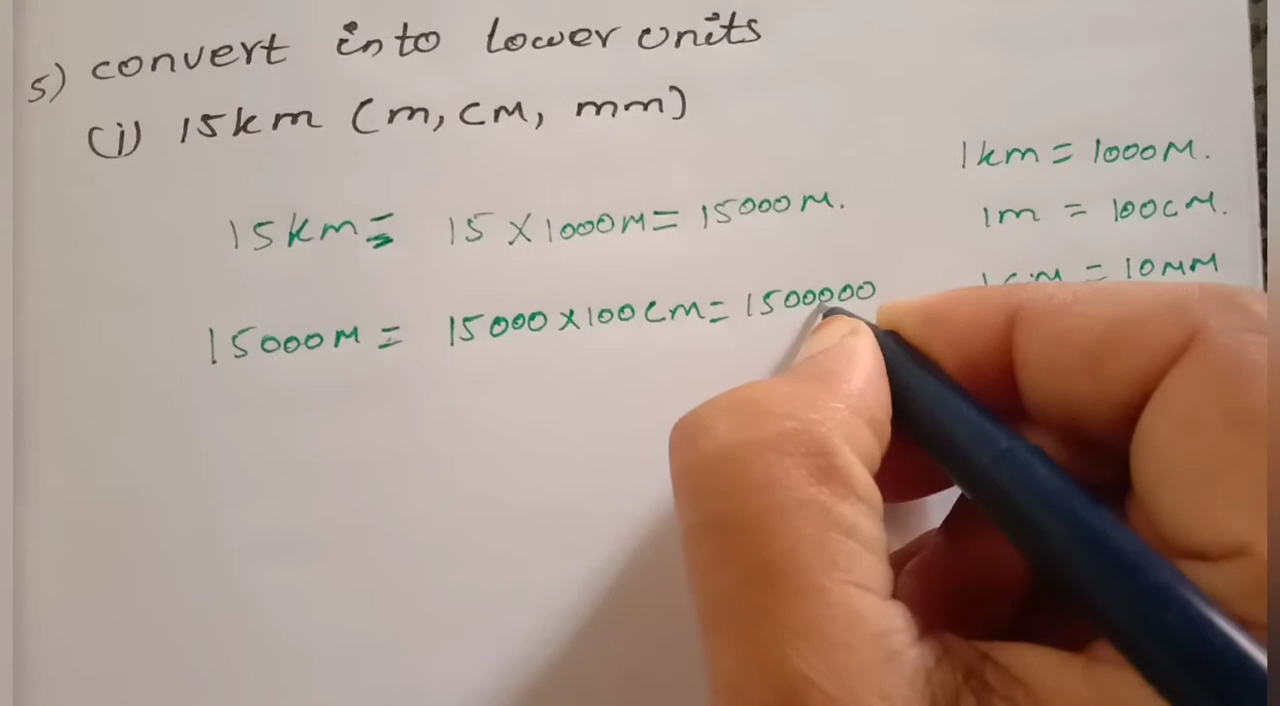 5) convert into lower units
(i) 15km (m, cm, mm)
1km = 1000M.
15km = 15 X 1000M = 15000M.
1m = 100cM.
1cm = 10MM
15000M = 15000 X 100cm = 1500000